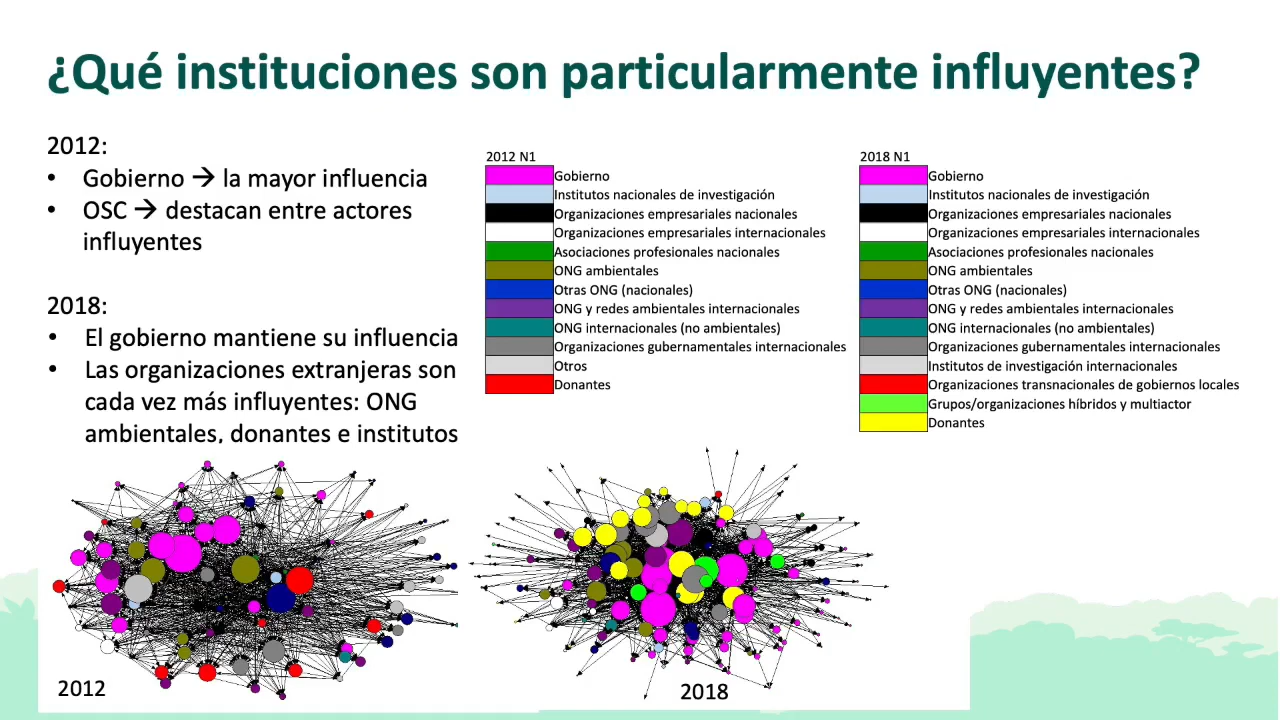 ¿Qué instituciones son particularmente influyentes?
2012:
• Gobierno → la mayor influencia
• OSC → destacan entre actores
influyentes
2018:
• El gobierno mantiene su influencia
• Las organizaciones extranjeras son
cada vez más influyentes: ONG
ambientales, donantes e institutos
2012 N1
Gobierno
Institutos nacionales de investigación
Organizaciones empresariales nacionales
Organizaciones empresariales internacionales
Asociaciones profesionales nacionales
ONG ambientales
Otras ONG (nacionales)
ONG y redes ambientales internacionales
ONG internacionales (no ambientales)
Organizaciones gubernamentales internacionales
Otros
Donantes
2018 N1
Gobierno
Institutos nacionales de investigación
Organizaciones empresariales nacionales
Organizaciones empresariales internacionales
Asociaciones profesionales nacionales
ONG ambientales
Otras ONG (nacionales)
ONG y redes ambientales internacionales
ONG internacionales (no ambientales)
Organizaciones gubernamentales internacionales
Institutos de investigación internacionales
Organizaciones transnacionales de gobiernos locales
Grupos/organizaciones híbridos y multiactor
Donantes
2012
2018